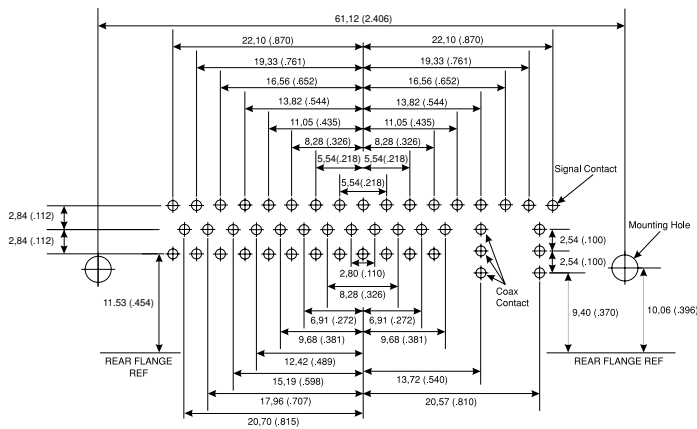 61,12 (2.406)
22,10 (.870) 22,10 (.870)
19,33 (.761) 19,33 (.761)
16,56 (.652) 16,56 (.652)
13,82 (.544) 13,82 (.544)
11,05 (.435) 11,05 (.435)
8,28 (.326) 8,28 (.326)
5,54(.218) 5,54(.218)
5,54(.218)
Signal Contact
2,84 (.112)
2,84 (.112)
Mounting Hole
2,54 (.100)
2,54 (.100)
2,80 (.110)
Coax
Contact
8,28 (.326)
11.53 (.454)
9,40 (.370)
10,06 (.396)
6,91 (.272) 6,91 (.272)
9,68 (.381) 9,68 (.381)
REAR FLANGE
REF
REAR FLANGE REF
12,42 (.489)
15,19 (.598)
13,72 (.540)
17,96 (.707)
20,57 (.810)
20,70 (.815)